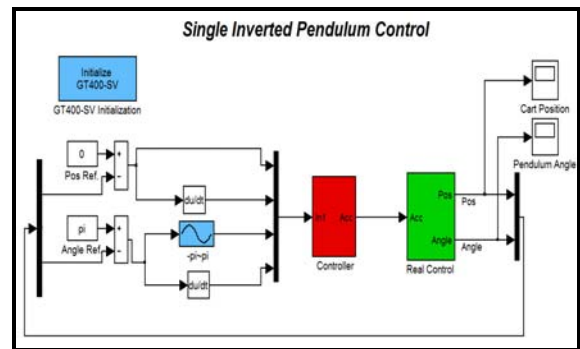 Single Inverted Pendulum Control
Initialize
GT400-SV
GT400-SV Initialization
Cart Position
Pendulum Angle
0
+
-
Pos Ref.
du/dt
pi
+
-
Angle Ref.
-pi~pi
du/dt
Inf
Acc
Controller
Acc
Pos
Angle
Real Control
Pos
Angle